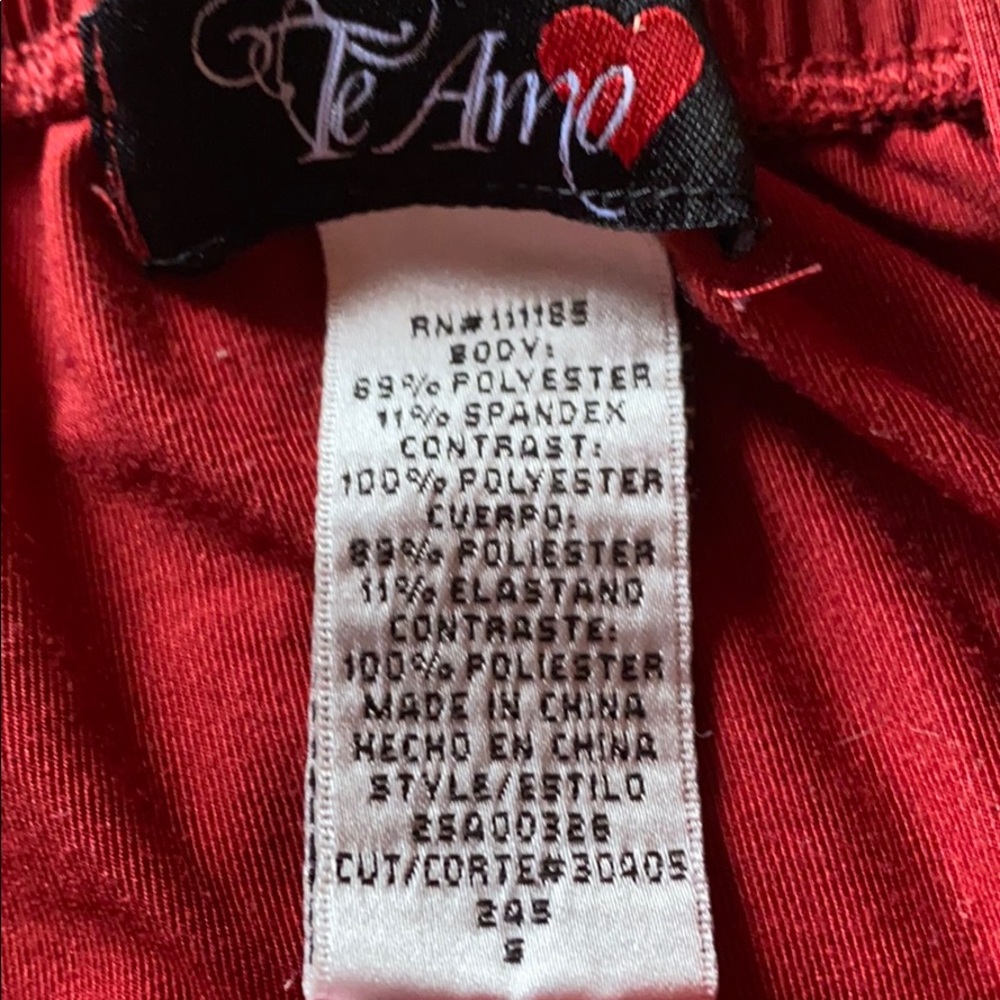 Te Amo
RN#111185
BODY:
89% POLYESTER
11% SPANDEX
CONTRAST:
100% POLYESTER
CUERPO:
89% POLIESTER
11% ELASTANO
CONTRASTE:
100% POLIESTER
MADE IN CHINA
HECHO EN CHINA
STYLE/ESTILO
CUT/CORTE#30405
245
S